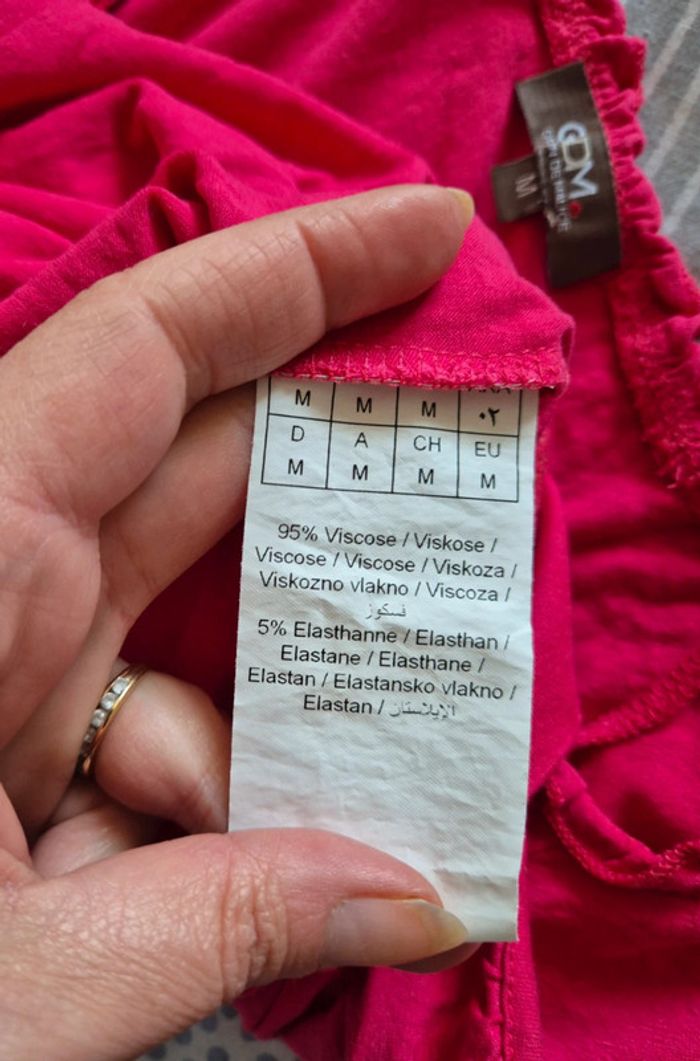 CDM
M
M M M ٠٢
D A CH EU
M M M M
95% Viscose / Viskose /
Viscose / Viscose / Viskoza /
Viskozno vlakno / Viscoza /
فسكوز
5% Elasthanne / Elasthan /
Elastane / Elasthane /
Elastan / Elastansko vlakno /
Elastan / الإيلاستان